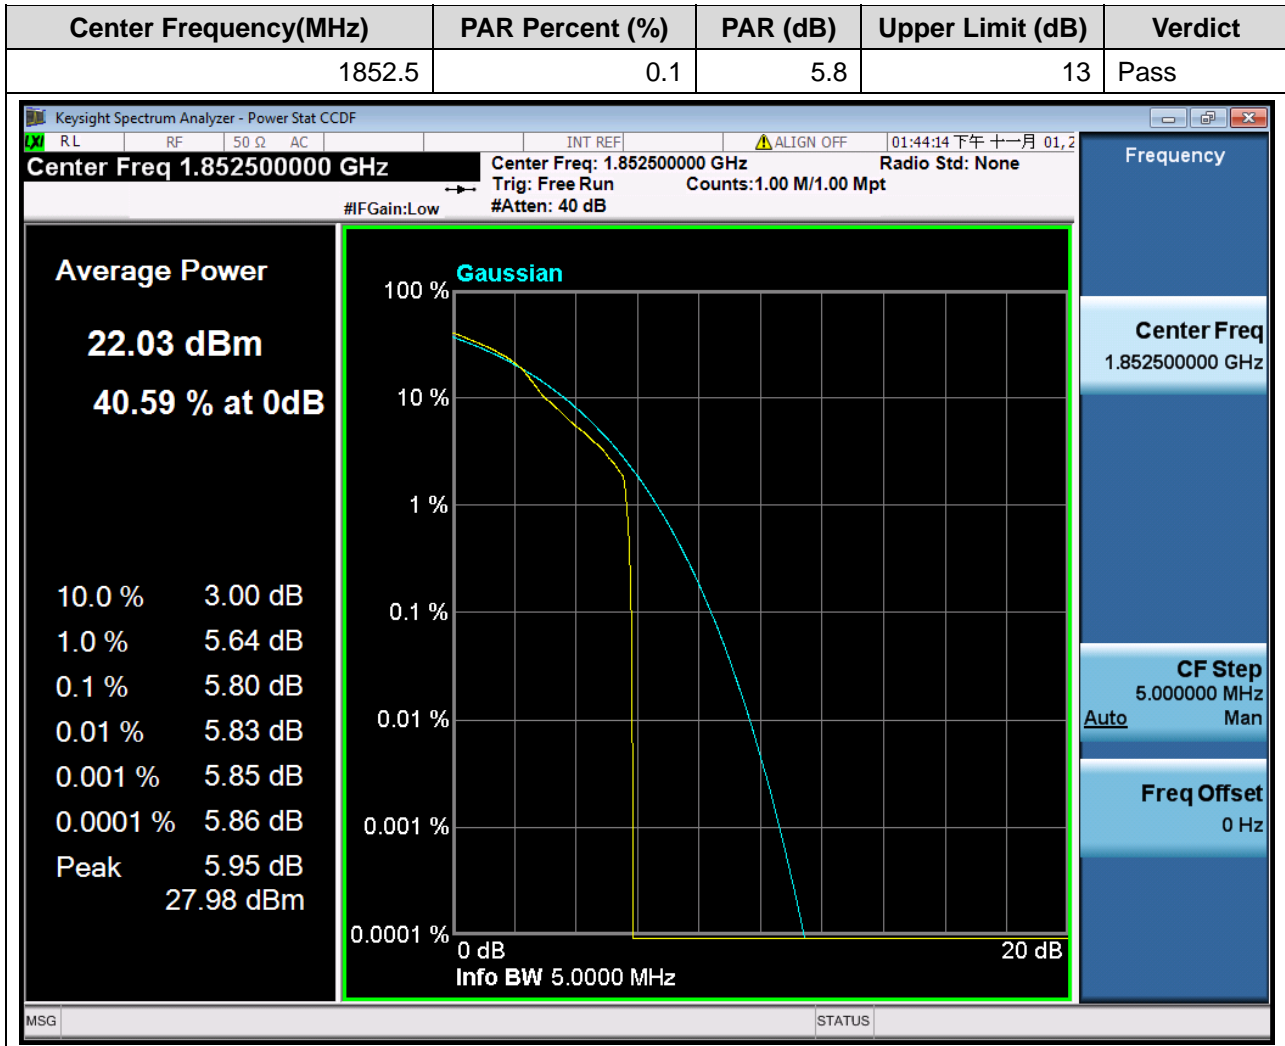 Center Frequency(MHz) PAR Percent (%) PAR (dB) Upper Limit (dB) Verdict
1852.5 0.1 5.8 13 Pass
Keysight Spectrum Analyzer - Power Stat CCDF
LXI RL RF 50 Ω AC INT REF ALIGN OFF 01:44:14 下午 十一月 01, 2
Center Freq 1.852500000 GHz
Center Freq: 1.852500000 GHz Radio Std: None
Trig: Free Run Counts:1.00 M/1.00 Mpt
#IFGain:Low #Atten: 40 dB
Average Power
22.03 dBm
40.59 % at 0dB
10.0 % 3.00 dB
1.0 % 5.64 dB
0.1 % 5.80 dB
0.01 % 5.83 dB
0.001 % 5.85 dB
0.0001 % 5.86 dB
Peak 5.95 dB
27.98 dBm
Gaussian
100 %
10 %
1 %
0.1 %
0.01 %
0.001 %
0.0001 %
0 dB 20 dB
Info BW 5.0000 MHz
Frequency
Center Freq
1.852500000 GHz
CF Step
5.000000 MHz
Auto Man
Freq Offset
0 Hz
MSG STATUS